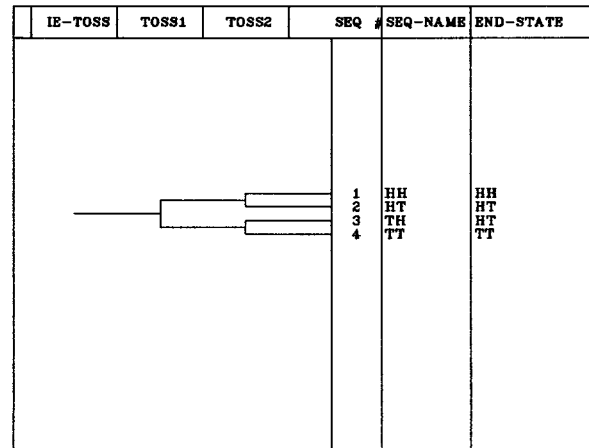 IE-TOSS TOSS1 TOSS2 SEQ # SEQ-NAME END-STATE
1 HH HH
2 HT HT
3 TH HT
4 TT TT